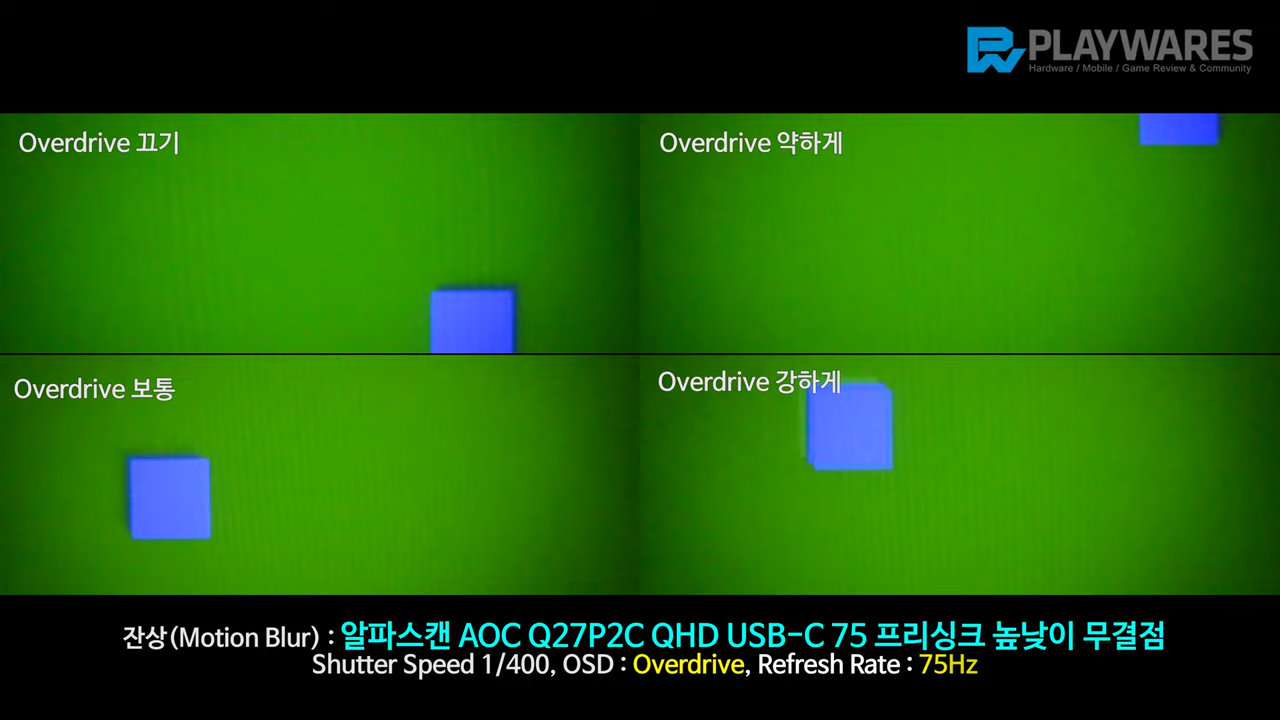 PLAYWARES
Hardware / Mobile / Game Review & Community
Overdrive 끄기
Overdrive 약하게
Overdrive 보통
Overdrive 강하게
잔상(Motion Blur) : 알파스캔 AOC Q27P2C QHD USB-C 75 프리싱크 높낮이 무결점
Shutter Speed 1/400, OSD : Overdrive, Refresh Rate : 75Hz